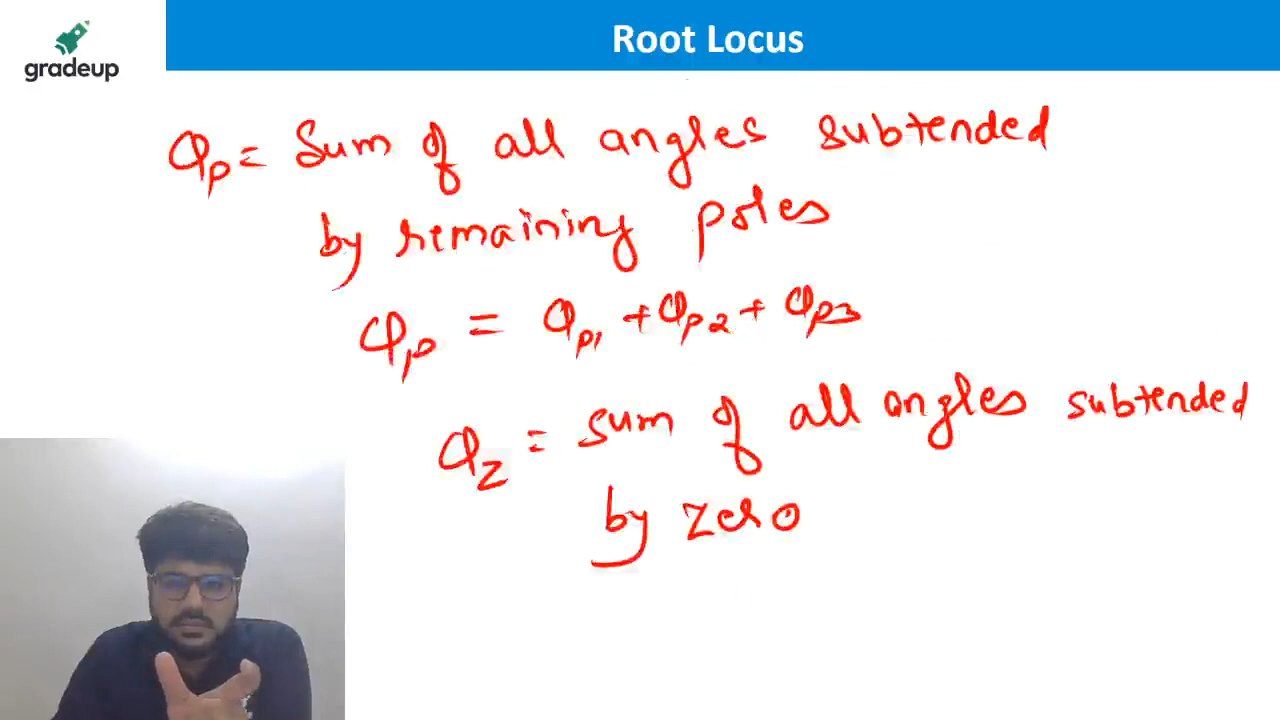 gradeup
Root Locus
φp = Sum of all angles subtended
by remaining poles
φp = φp1 + φp2 + φp3
φz = sum of all angles subtended
by zero